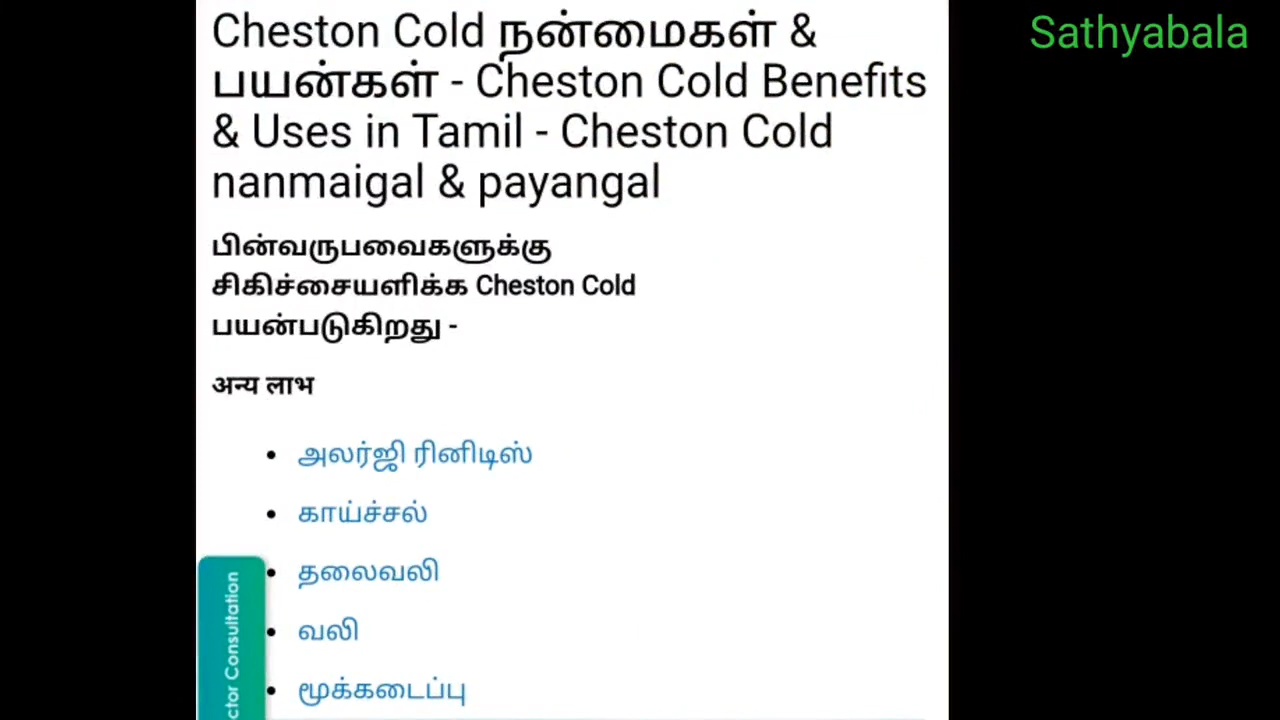 Sathyabala
Cheston Cold நன்மைகள் &
பயன்கள் - Cheston Cold Benefits
& Uses in Tamil - Cheston Cold
nanmaigal & payangal
பின்வருபவைகளுக்கு
சிகிச்சையளிக்க Cheston Cold
பயன்படுகிறது -
अन्य लाभ
• அலர்ஜி ரினிடிஸ்
• காய்ச்சல்
• தலைவலி
• வலி
• மூக்கடைப்பு
Consultation